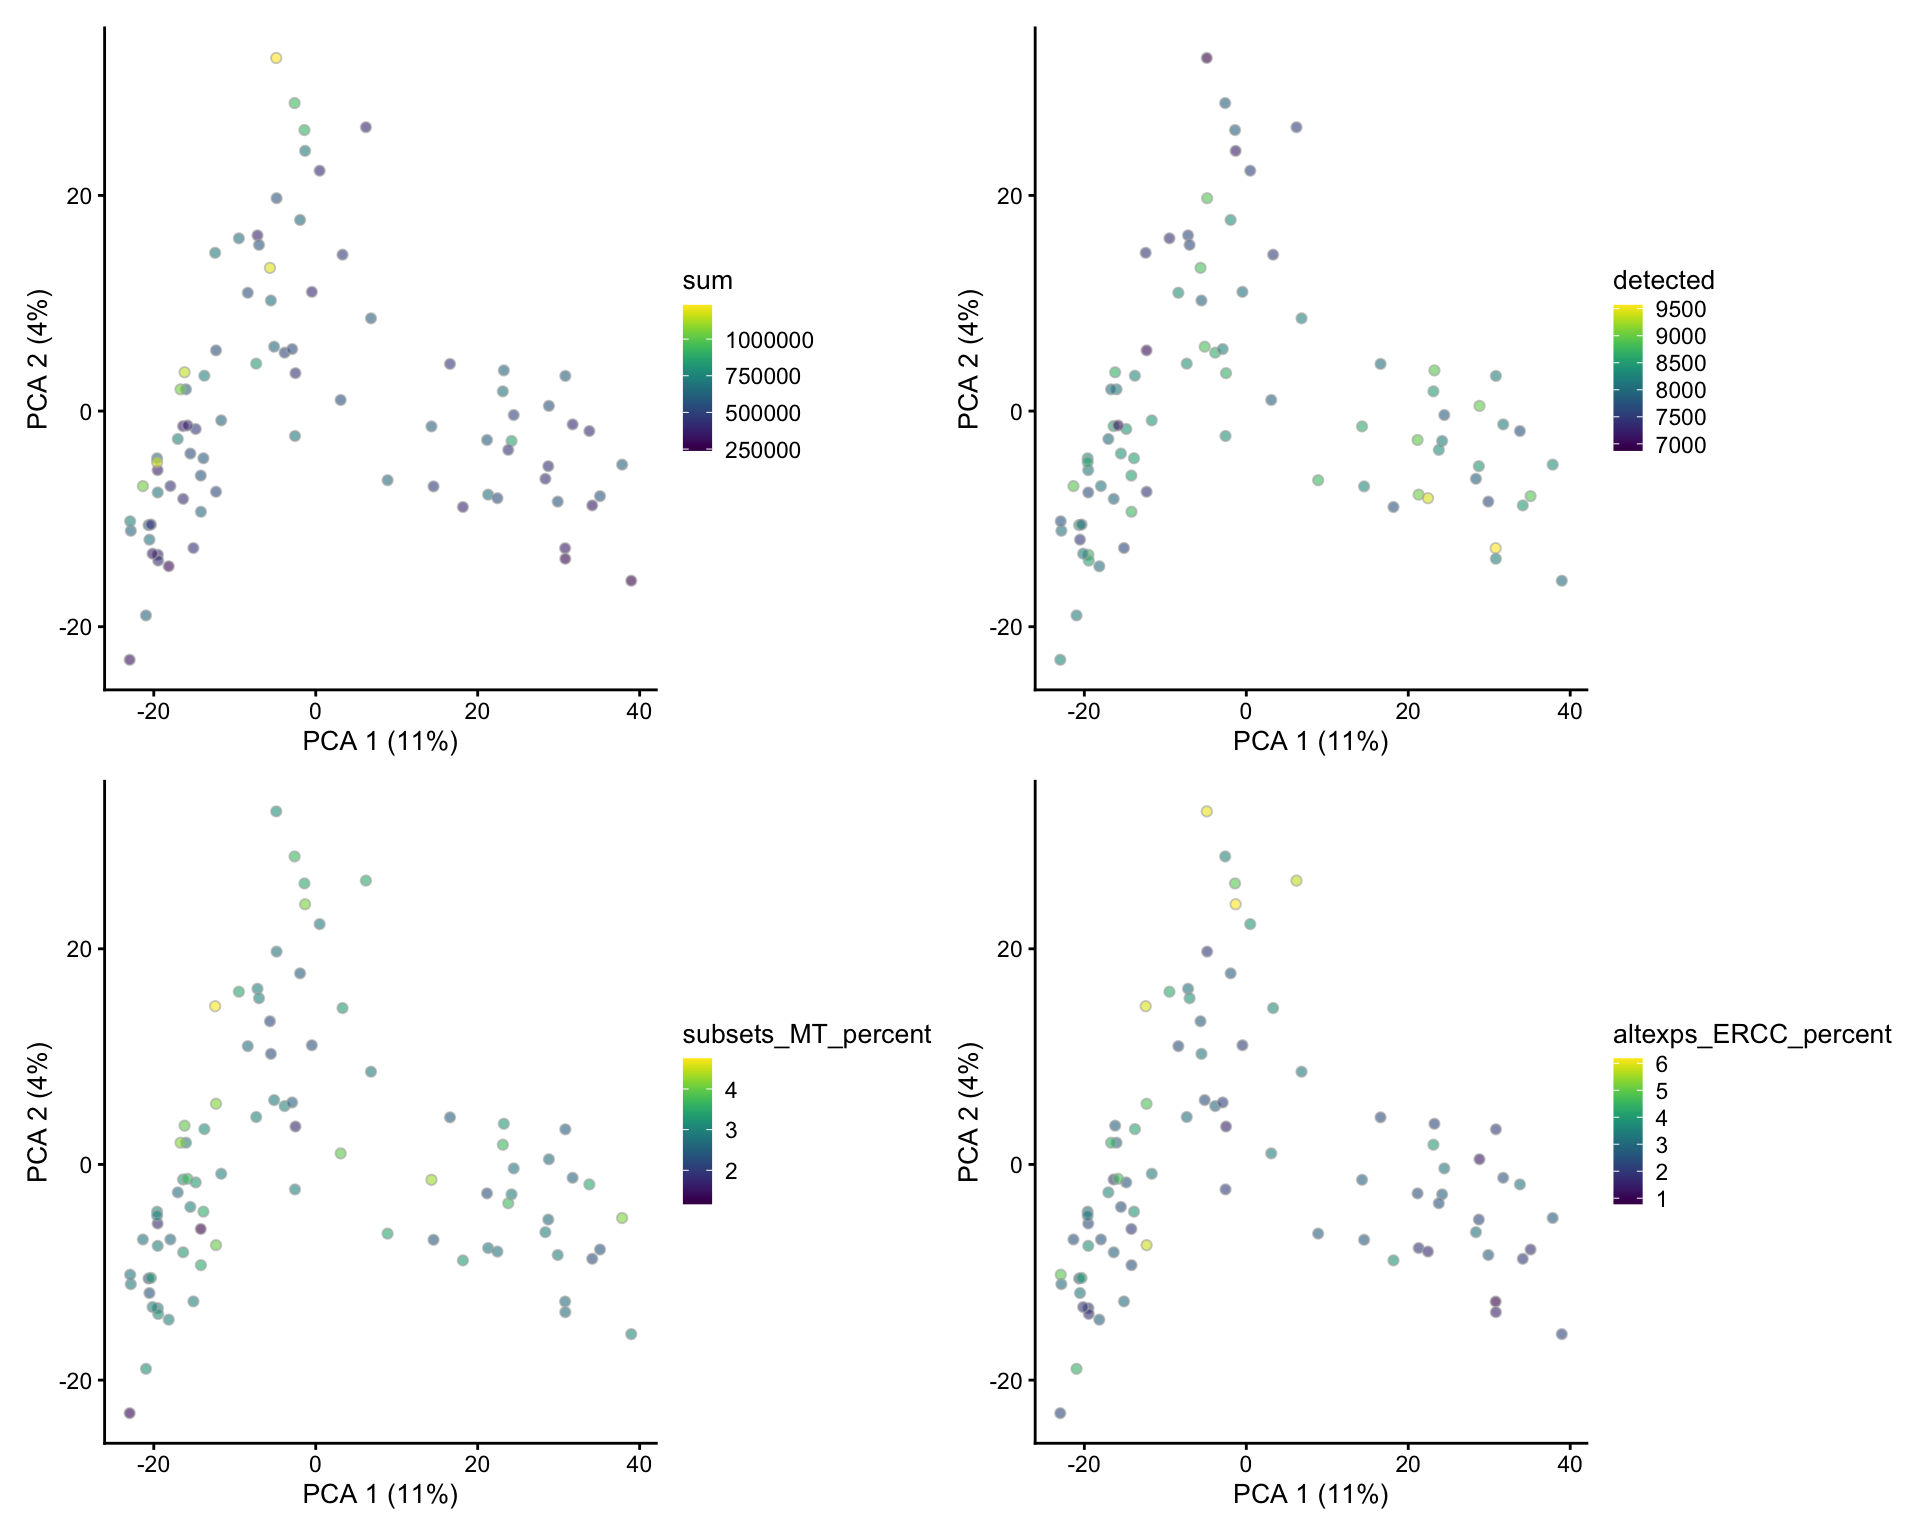 PCA 2 (4%)
20
0
-20
-20 0 20 40
PCA 1 (11%)
sum
1000000
750000
500000
250000
PCA 2 (4%)
20
0
-20
-20 0 20 40
PCA 1 (11%)
detected
9500
9000
8500
8000
7500
7000
PCA 2 (4%)
20
0
-20
-20 0 20 40
PCA 1 (11%)
subsets_MT_percent
4
3
2
PCA 2 (4%)
20
0
-20
-20 0 20 40
PCA 1 (11%)
altexps_ERCC_percent
6
5
4
3
2
1